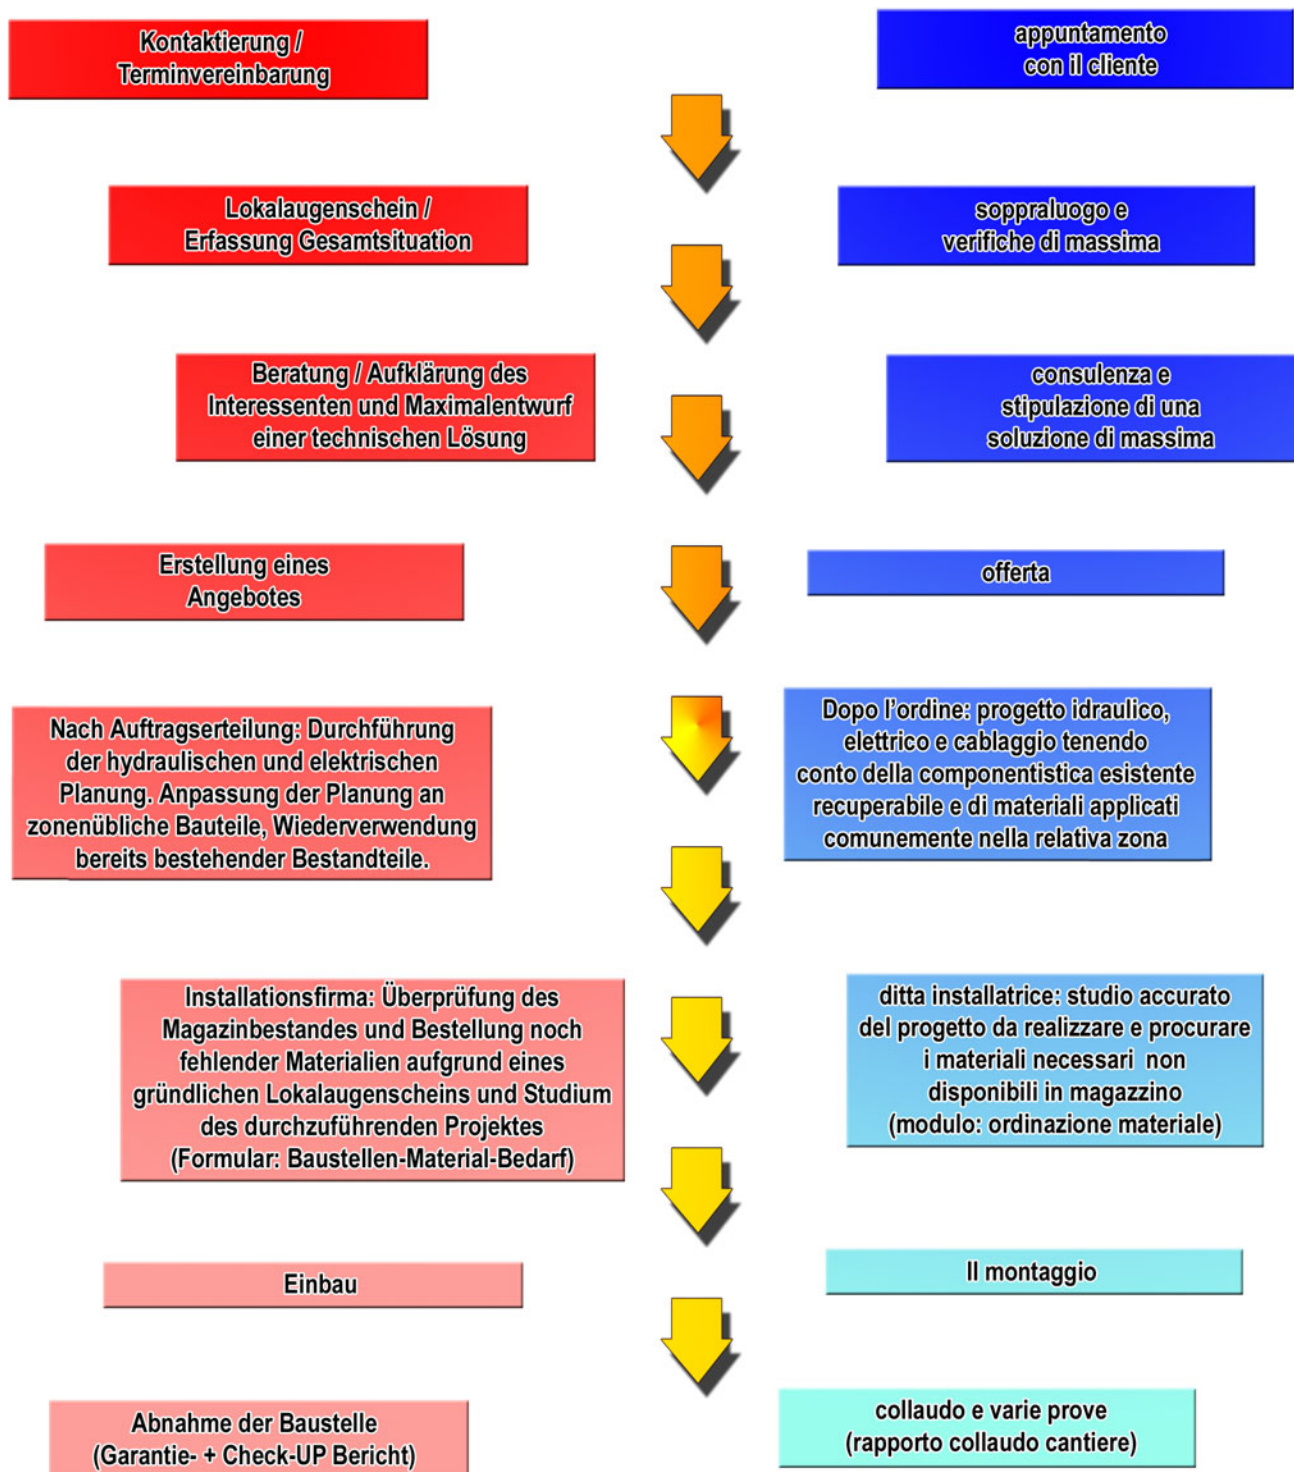 Kontaktierung /
Terminvereinbarung
appuntamento
con il cliente
Lokalaugenschein /
Erfassung Gesamtsituation
soppraluogo e
verifiche di massima
Beratung / Aufklärung des
Interessenten und Maximalentwurf
einer technischen Lösung
consulenza e
stipulazione di una
soluzione di massima
Erstellung eines
Angebotes
offerta
Nach Auftragserteilung: Durchführung
der hydraulischen und elektrischen
Planung. Anpassung der Planung an
zonenübliche Bauteile, Wiederverwendung
bereits bestehender Bestandteile.
Dopo l'ordine: progetto idraulico,
elettrico e cablaggio tenendo
conto della componentistica esistente
recuperabile e di materiali applicati
comunemente nella relativa zona
Installationsfirma: Überprüfung des
Magazinbestandes und Bestellung noch
fehlender Materialien aufgrund eines
gründlichen Lokalaugenscheins und Studium
des durchzuführenden Projektes
(Formular: Baustellen-Material-Bedarf)
ditta installatrice: studio accurato
del progetto da realizzare e procurare
i materiali necessari non
disponibili in magazzino
(modulo: ordinazione materiale)
Einbau
Il montaggio
Abnahme der Baustelle
(Garantie- + Check-UP Bericht)
collaudo e varie prove
(rapporto collaudo cantiere)